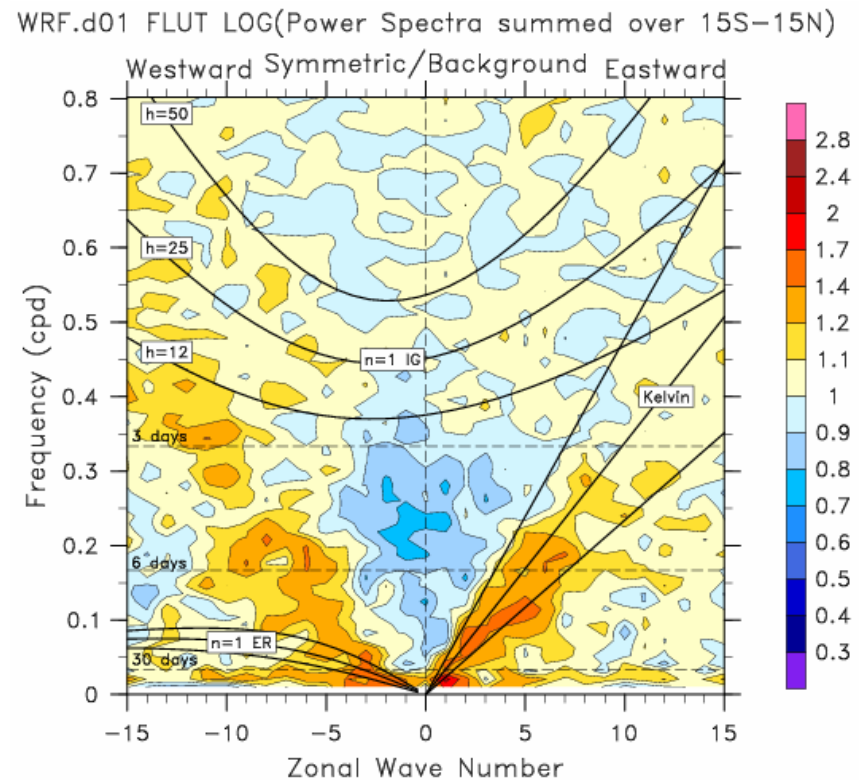 WRF.d01 FLUT LOG(Power Spectra summed over 15S-15N)
Westward Symmetric/Background Eastward
0.8
0.7
0.6
0.5
0.4
0.3
0.2
0.1
0
Frequency (cpd)
h=50
h=25
h=12
n=1 IG
Kelvin
3 days
6 days
n=1 ER
30 days
-15 -10 -5 0 5 10 15
Zonal Wave Number
2.8
2.4
2
1.7
1.4
1.2
1.1
1
0.9
0.8
0.7
0.6
0.5
0.4
0.3